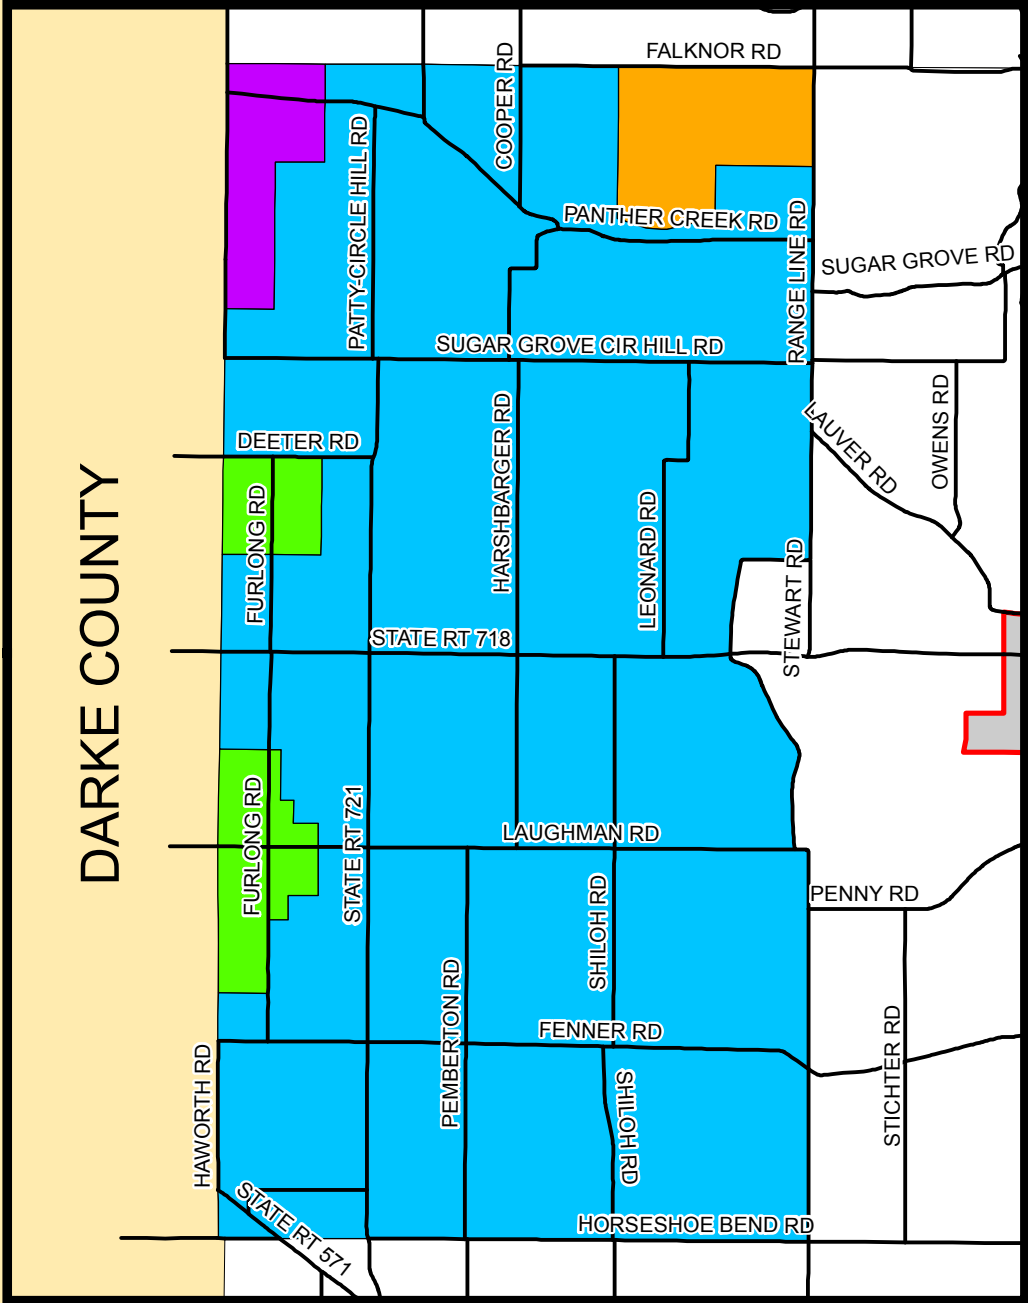 FALKNOR RD
COOPER RD
PATTY-CIRCLE HILL RD
PANTHER CREEK RD
RANGE LINE RD
SUGAR GROVE RD
SUGAR GROVE CIR HILL RD
OWENS RD
LAUVER RD
DEETER RD
HARSHBARGER RD
FURLONG RD
LEONARD RD
DARKE COUNTY
STEWART RD
STATE RT 718
FURLONG RD
STATE RT 721
LAUGHMAN RD
PENNY RD
SHILOH RD
PEMBERTON RD
FENNER RD
STICHTER RD
HAWORTH RD
SHILOH RD
STATE RT 571
HORSESHOE BEND RD